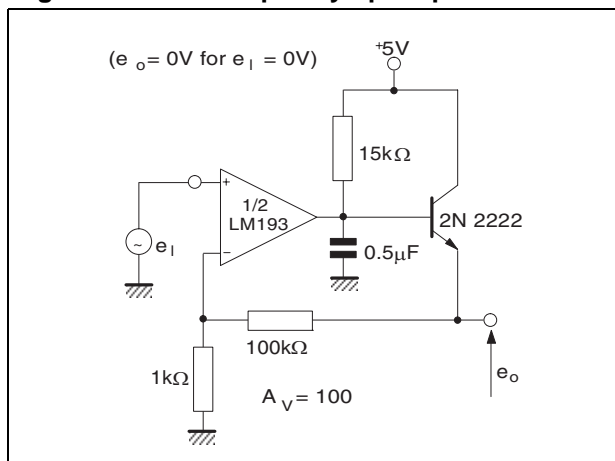 (e o = 0V for e I = 0V)
+5V
15kΩ
+
1/2
LM193
−
2N 2222
~
e I
0.5μF
100kΩ
1kΩ
A V = 100
e o